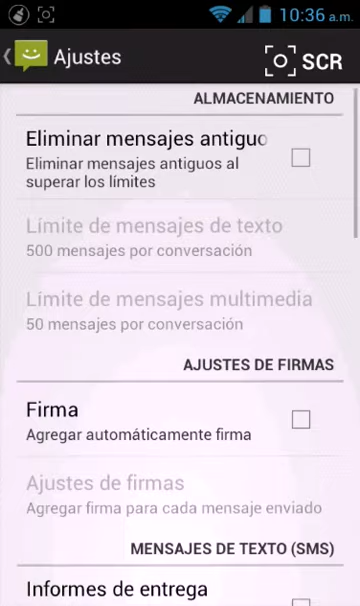 10:36 a.m.
Ajustes
SCR
ALMACENAMIENTO
Eliminar mensajes antiguo
Eliminar mensajes antiguos al
superar los límites
Límite de mensajes de texto
500 mensajes por conversación
Límite de mensajes multimedia
50 mensajes por conversación
AJUSTES DE FIRMAS
Firma
Agregar automáticamente firma
Ajustes de firmas
Agregar firma para cada mensaje enviado
MENSAJES DE TEXTO (SMS)
Informes de entrega